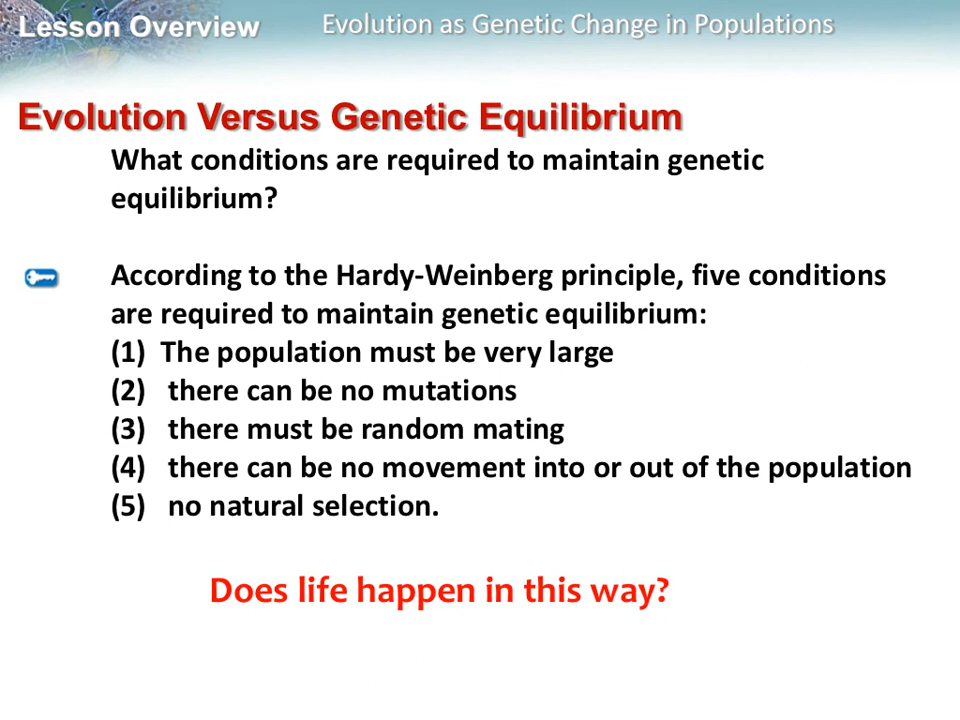 Lesson Overview
Evolution as Genetic Change in Populations
Evolution Versus Genetic Equilibrium
What conditions are required to maintain genetic
equilibrium?
According to the Hardy-Weinberg principle, five conditions
are required to maintain genetic equilibrium:
(1) The population must be very large
(2) there can be no mutations
(3) there must be random mating
(4) there can be no movement into or out of the population
(5) no natural selection.
Does life happen in this way?